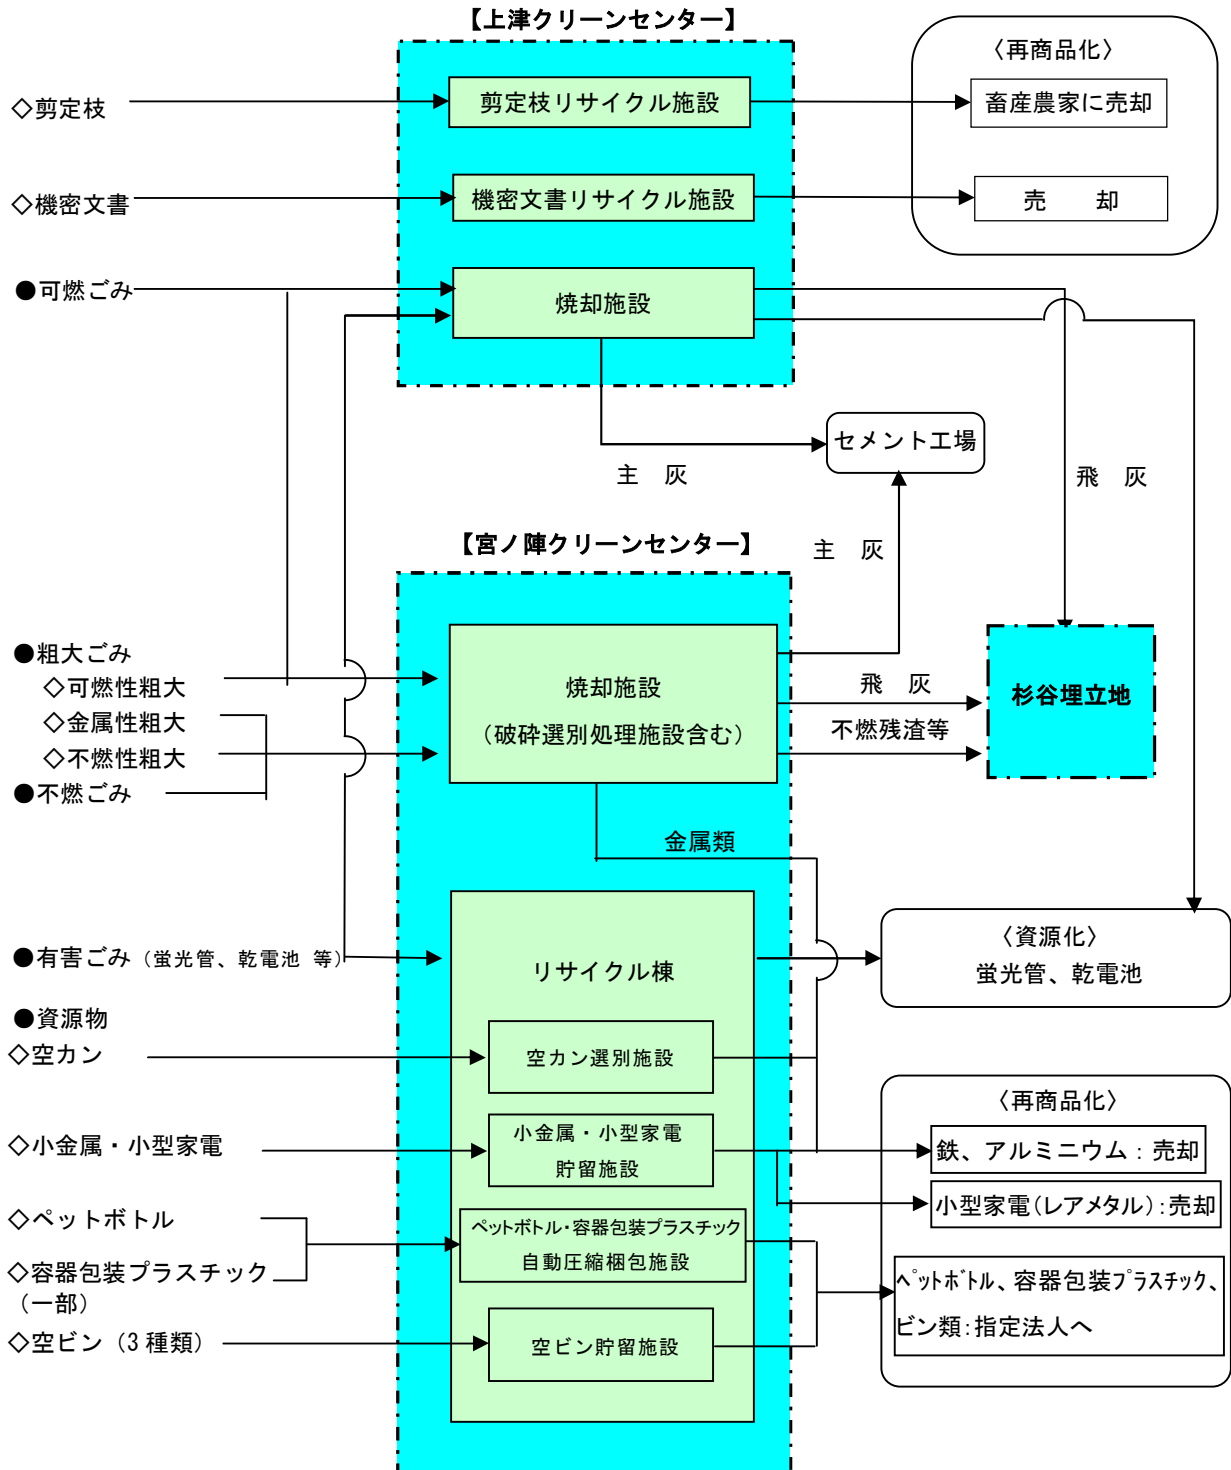 【上津クリーンセンター】
〈再商品化〉
◇剪定枝
剪定枝リサイクル施設
畜産農家に売却
◇機密文書
機密文書リサイクル施設
売　却
●可燃ごみ
焼却施設
セメント工場
主　灰
飛　灰
【宮ノ陣クリーンセンター】
主　灰
●粗大ごみ
◇可燃性粗大
◇金属性粗大
◇不燃性粗大
●不燃ごみ
焼却施設
（破砕選別処理施設含む）
飛　灰
不燃残渣等
杉谷埋立地
金属類
●有害ごみ（蛍光管、乾電池 等）
リサイクル棟
〈資源化〉
蛍光管、乾電池
●資源物
◇空カン
空カン選別施設
〈再商品化〉
◇小金属・小型家電
小金属・小型家電
貯留施設
鉄、アルミニウム：売却
小型家電(レアメタル)：売却
◇ペットボトル
◇容器包装プラスチック
（一部）
ペットボトル・容器包装プラスチック
自動圧縮梱包施設
ペットボトル、容器包装プラスチック、
ビン類：指定法人へ
◇空ビン（3種類）
空ビン貯留施設